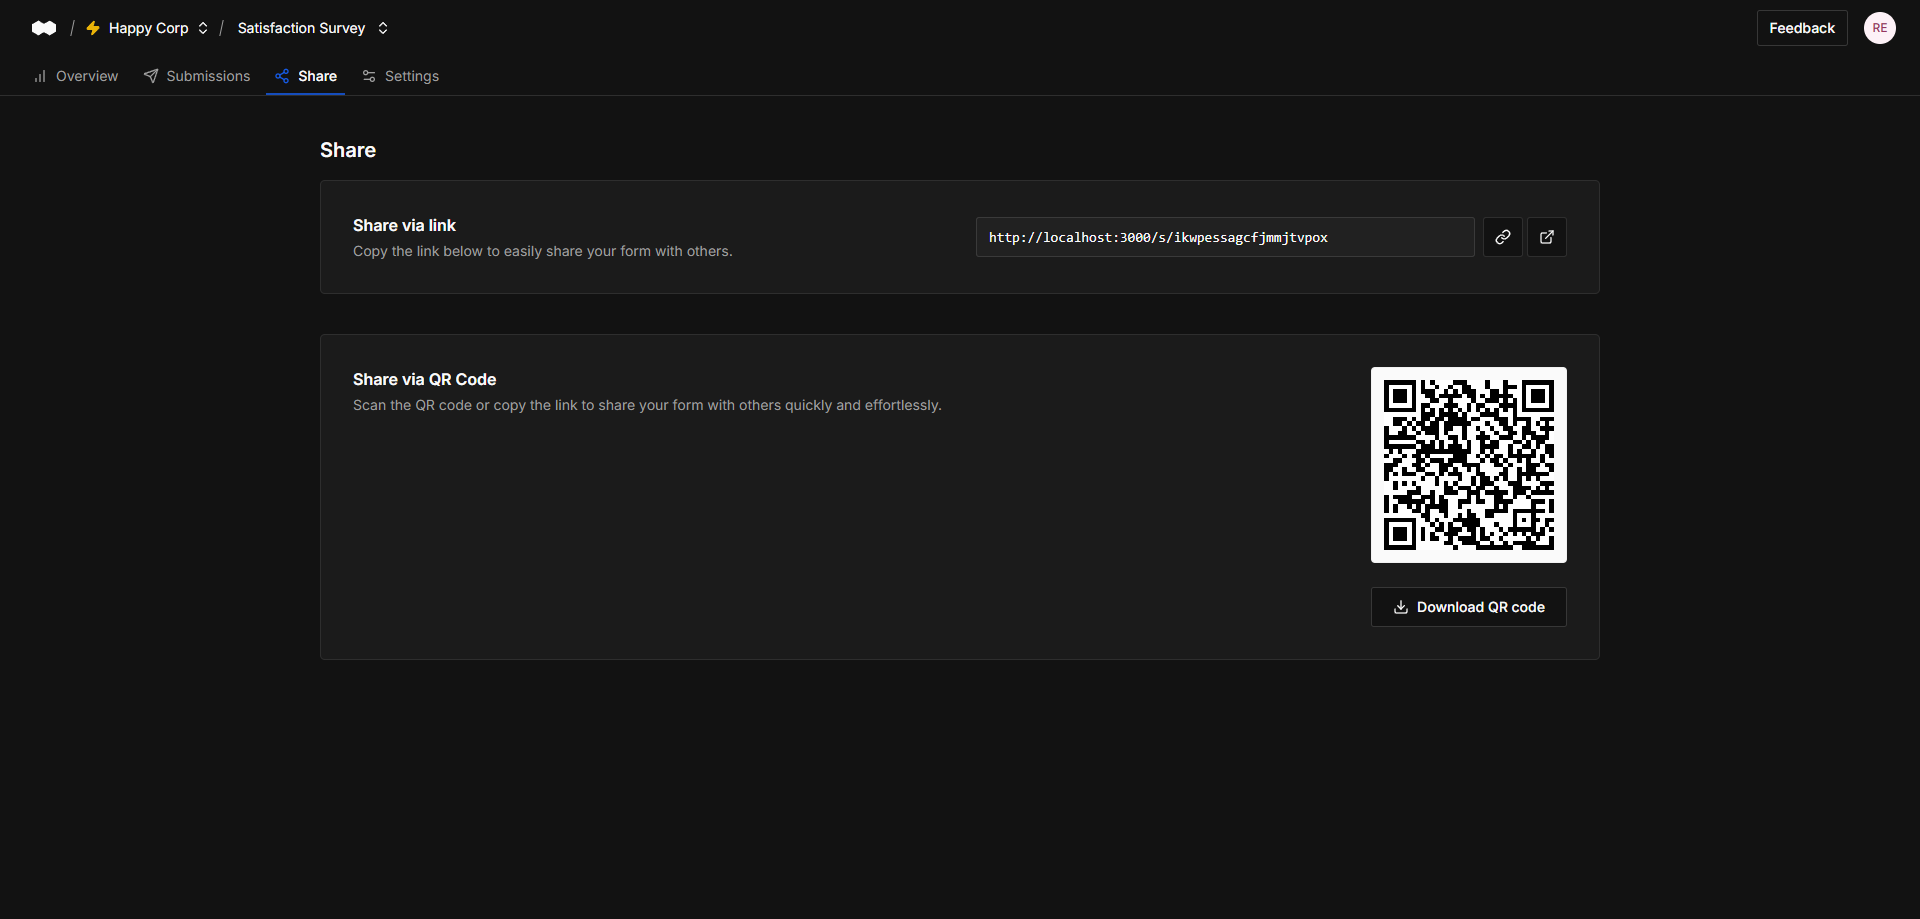 / Happy Corp / Satisfaction Survey
Feedback
RE
Overview Submissions Share Settings
Share
Share via link
Copy the link below to easily share your form with others.
http://localhost:3000/s/ikwpessagcfjmmjtvpox
Share via QR Code
Scan the QR code or copy the link to share your form with others quickly and effortlessly.
Download QR code